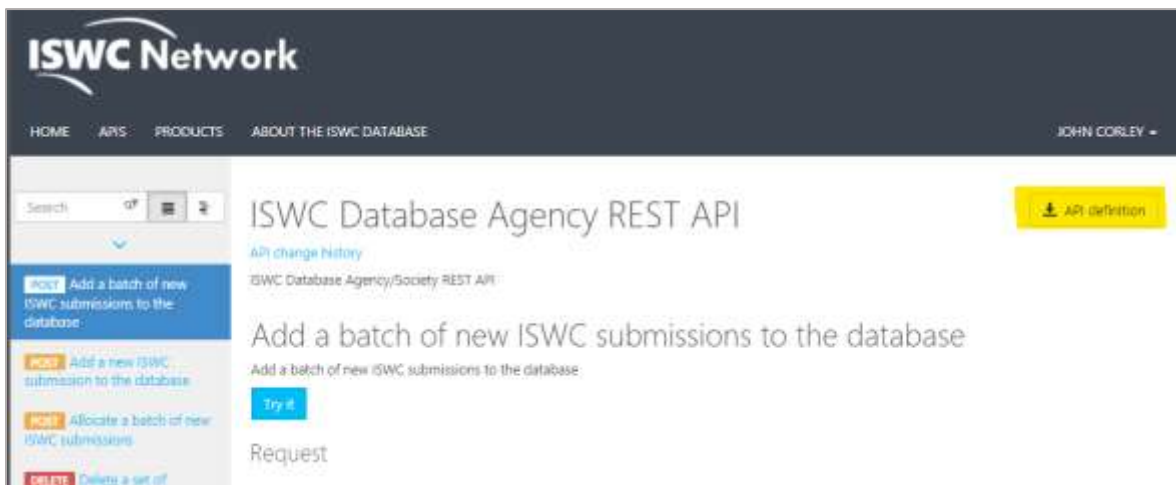 ISWC Network
HOME APIS PRODUCTS ABOUT THE ISWC DATABASE JOHN CORLEY
Search
ISWC Database Agency REST API
API definition
API change history
ISWC Database Agency/Society REST API
POST Add a batch of new
ISWC submissions to the
database
Add a batch of new ISWC submissions to the database
Add a batch of new ISWC submissions to the database
POST Add a new ISWC
submission to the database
Try it
POST Allocate a batch of new
ISWC submissions
Request
DELETE Delete a set of